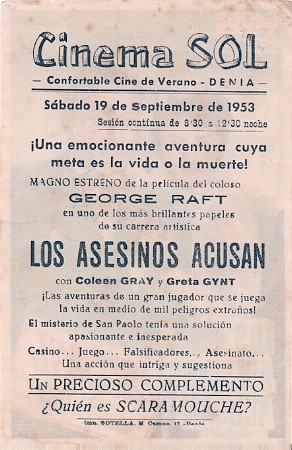 Cinema SOL
— Confortable Cine de Verano - DENIA —
Sábado 19 de Septiembre de 1953
Sesión contínua de 8'30 a 12'30 noche
¡Una emocionante aventura cuya
meta es la vida o la muerte!
MAGNO ESTRENO de la película del coloso
GEORGE RAFT
en uno de los más brillantes papeles
de su carrera artística
LOS ASESINOS ACUSAN
con Coleen GRAY y Greta GYNT
¡Las aventuras de un gran jugador que se juega
la vida en medio de mil peligros extraños!
El misterio de San Paolo tenía una solución
apasionante e inesperada
Casino... Juego... Falsificadores... Asesinato...
Una acción que intriga y sugestiona
UN PRECIOSO COMPLEMENTO
¿Quién es SCARAMOUCHE?
Imp. BOTELLA. M. Campos 17 - Denia